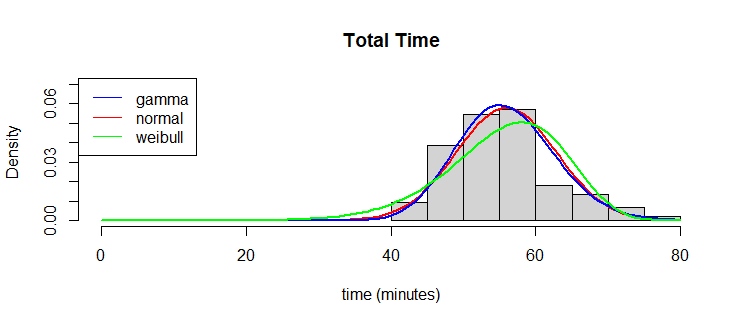 Total Time
gamma
normal
weibull
Density
0.00
0.03
0.06
0 20 40 60 80
time (minutes)